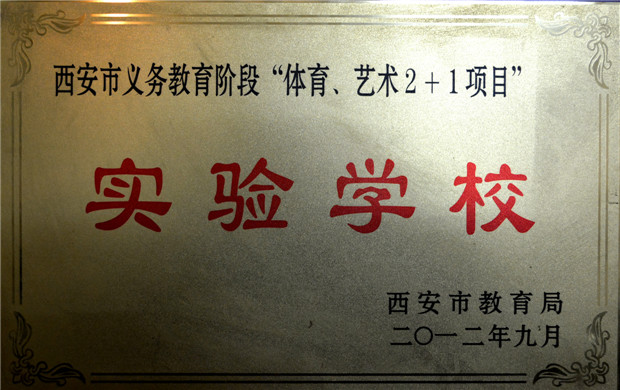 西安市义务教育阶段“体育、艺术2+1项目”
实验学校
西安市教育局
二〇一二年九月